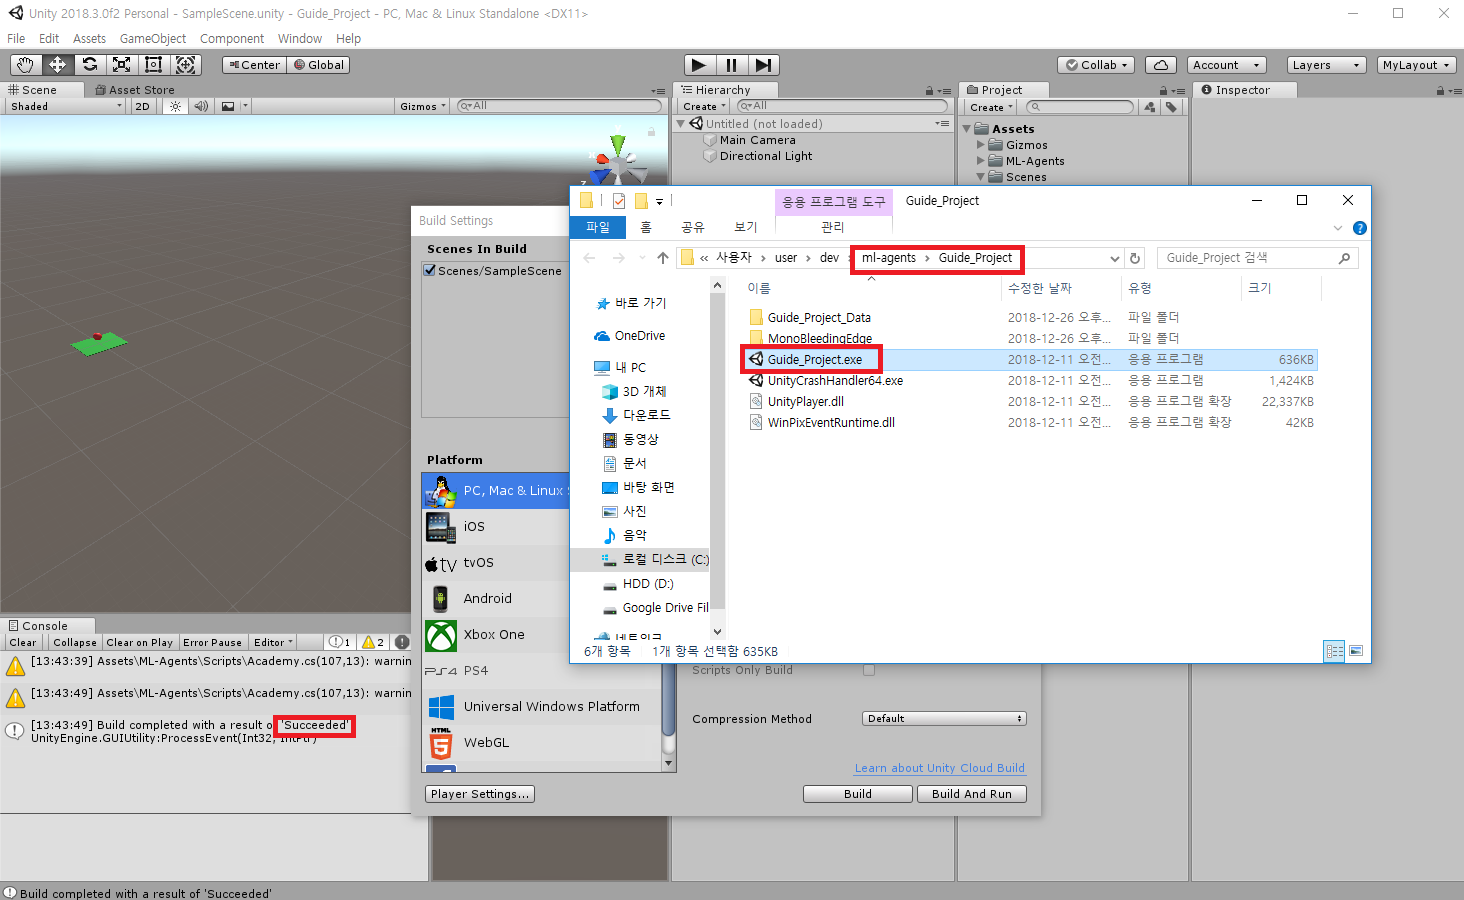 Unity 2018.3.0f2 Personal - SampleScene.unity - Guide_Project - PC, Mac & Linux Standalone <DX11>
File Edit Assets GameObject Component Window Help
Center Global Collab Account Layers MyLayout
Scene Asset Store
Shaded 2D Gizmos All
Hierarchy
Create All
Untitled (not loaded)
Main Camera
Directional Light
Project
Create
Assets
Gizmos
ML-Agents
Scenes
Inspector
Build Settings
Scenes In Build
Scenes/SampleScene
Platform
PC, Mac & Linux S
iOS
tvOS
Android
Xbox One
PS4
Universal Windows Platform
HTML
WebGL
Player Settings...
Scripts Only Build
Compression Method Default
Learn about Unity Cloud Build
Build Build And Run
응용 프로그램 도구 Guide_Project
파일 홈 공유 보기 관리
« 사용자 › user › dev ml-agents › Guide_Project
Guide_Project 검색
바로 가기
OneDrive
내 PC
3D 개체
다운로드
동영상
문서
바탕 화면
사진
음악
로컬 디스크 (C:)
HDD (D:)
Google Drive Fil
네트워크
이름 수정한 날짜 유형 크기
Guide_Project_Data 2018-12-26 오후... 파일 폴더
MonoBleedingEdge 2018-12-26 오후... 파일 폴더
Guide_Project.exe 2018-12-11 오전... 응용 프로그램 636KB
UnityCrashHandler64.exe 2018-12-11 오전... 응용 프로그램 1,424KB
UnityPlayer.dll 2018-12-11 오전... 응용 프로그램 확장 22,337KB
WinPixEventRuntime.dll 2018-12-11 오전... 응용 프로그램 확장 42KB
6개 항목 1개 항목 선택함 635KB
Console
Clear Collapse Clear on Play Error Pause Editor 1 2
[13:43:39] Assets\ML-Agents\Scripts\Academy.cs(107,13): warnin
[13:43:49] Assets\ML-Agents\Scripts\Academy.cs(107,13): warnin
[13:43:49] Build completed with a result of 'Succeeded'
UnityEngine.GUIUtility:ProcessEvent(Int32, IntPtr)
Build completed with a result of 'Succeeded'